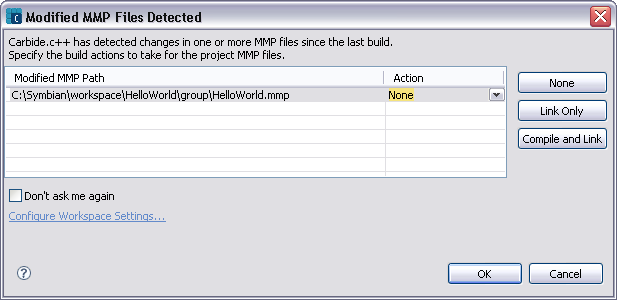 Modified MMP Files Detected
Carbide.c++ has detected changes in one or more MMP files since the last build.
Specify the build actions to take for the project MMP files.
Modified MMP Path Action
C:\Symbian\workspace\HelloWorld\group\HelloWorld.mmp None
None
Link Only
Compile and Link
Don't ask me again
Configure Workspace Settings...
? OK Cancel